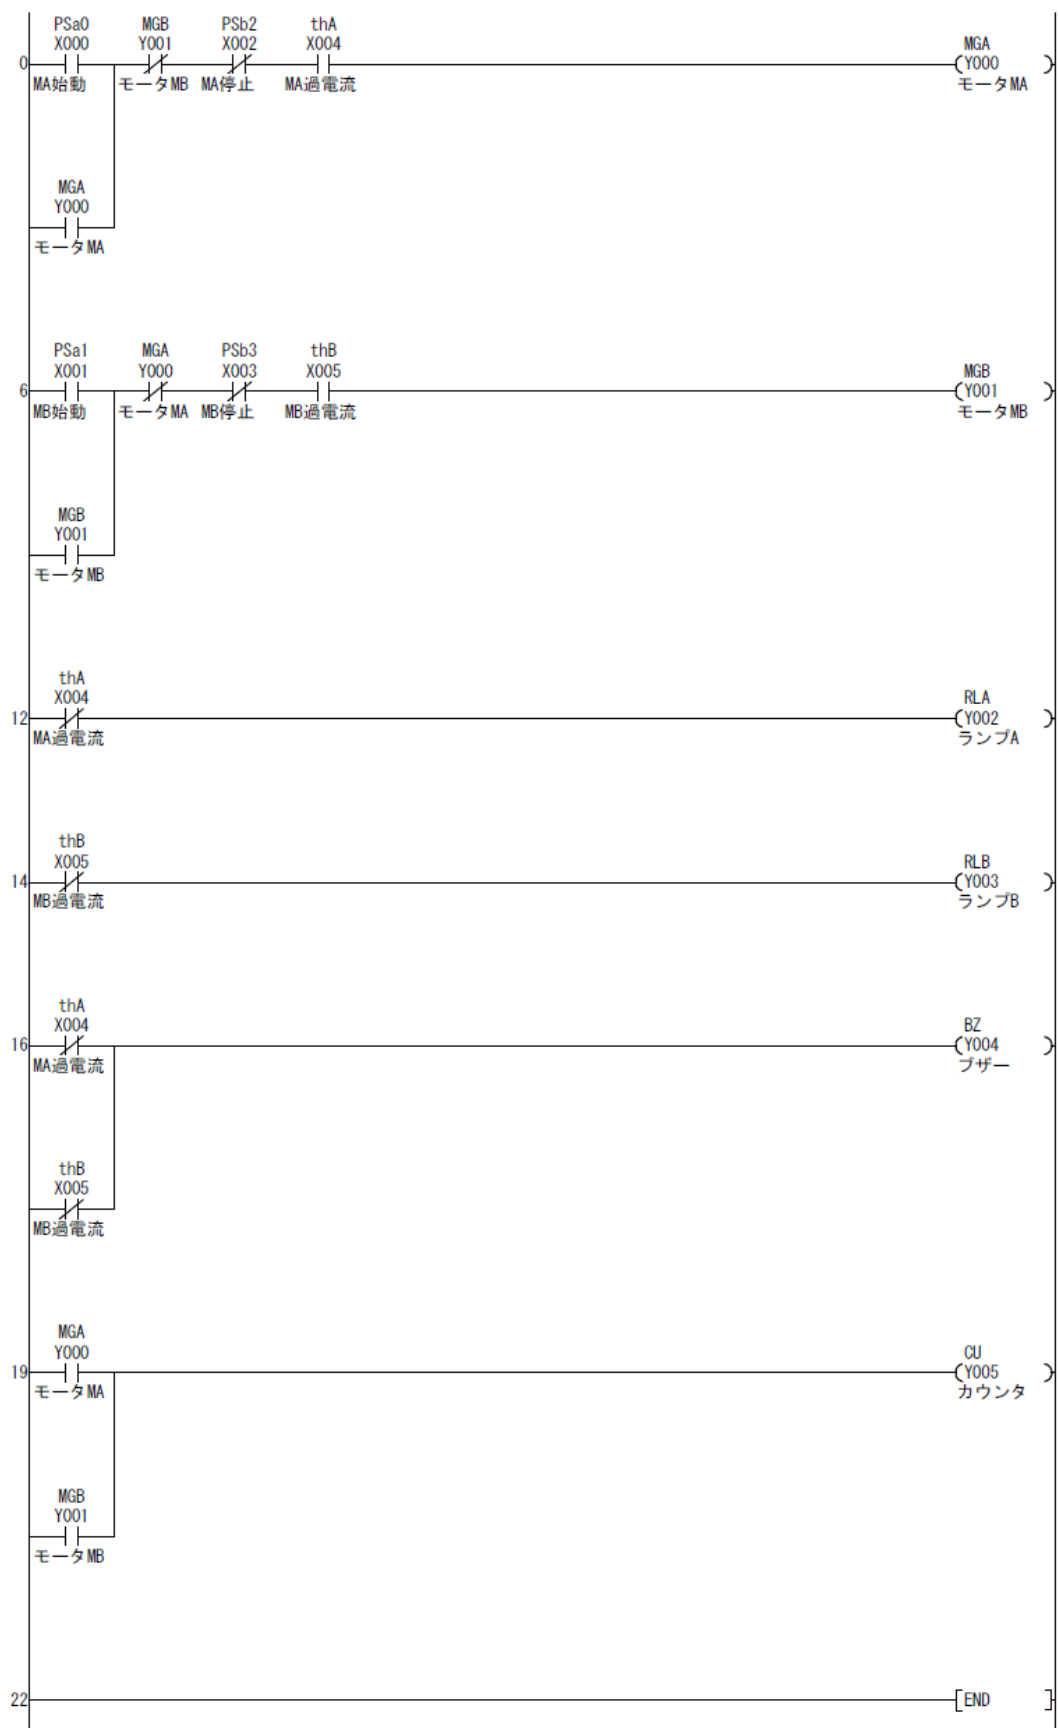 PSa0 MGB PSb2 thA
X000 Y001 X002 X004 MGA
0 Y000
MA始動 モータMB MA停止 MA過電流 モータMA
MGA
Y000
モータMA
PSa1 MGA PSb3 thB
X001 Y000 X003 X005 MGB
6 Y001
MB始動 モータMA MB停止 MB過電流 モータMB
MGB
Y001
モータMB
thA
X004 RLA
12 Y002
MA過電流 ランプA
thB
X005 RLB
14 Y003
MB過電流 ランプB
thA
X004 BZ
16 Y004
MA過電流 ブザー
thB
X005
MB過電流
MGA
Y000 CU
19 Y005
モータMA カウンタ
MGB
Y001
モータMB
22 END